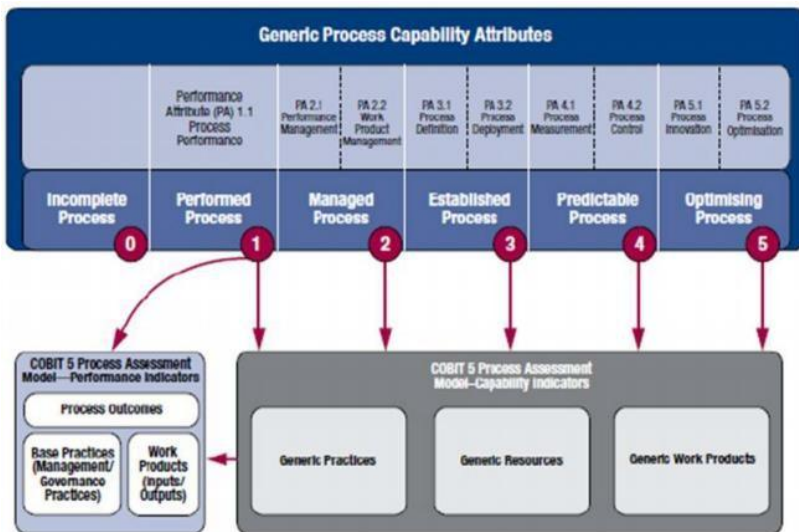 Generic Process Capability Attributes
Performance
Attribute (PA) 1.1
Process
Performance
PA 2.1
Performance
Management
PA 2.2
Work
Product
Management
PA 3.1
Process
Definition
PA 3.2
Process
Deployment
PA 4.1
Process
Measurement
PA 4.2
Process
Control
PA 5.1
Process
Innovation
PA 5.2
Process
Optimisation
Incomplete
Process
0
Performed
Process
1
Managed
Process
2
Established
Process
3
Predictable
Process
4
Optimising
Process
5
COBIT 5 Process Assessment
Model—Performance Indicators
Process Outcomes
Base Practices
(Management/
Governance
Practices)
Work
Products
(Inputs/
Outputs)
COBIT 5 Process Assessment
Model–Capability Indicators
Generic Practices
Generic Resources
Generic Work Products